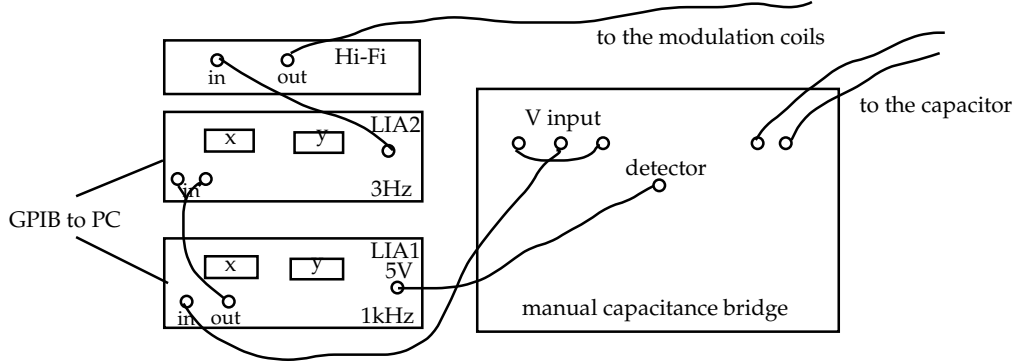 Hi-Fi
in
out
to the modulation coils
to the capacitor
LIA2
x
y
in
3Hz
V input
detector
GPIB to PC
LIA1
x
y
5V
in
out
1kHz
manual capacitance bridge